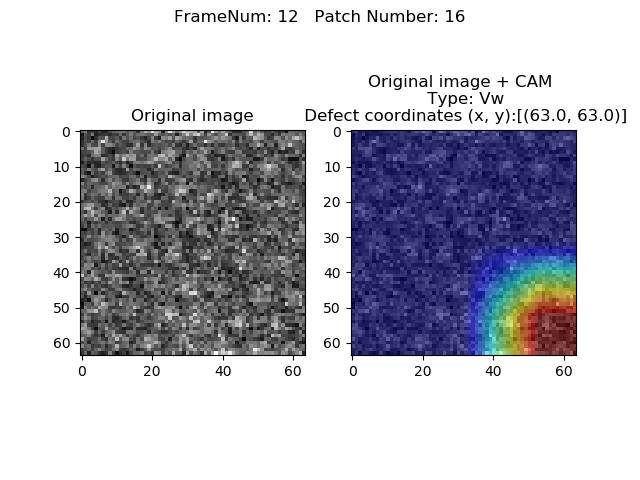 FrameNum: 12   Patch Number: 16
Original image
Original image + CAM
Type: Vw
Defect coordinates (x, y):[(63.0, 63.0)]
0
10
20
30
40
50
60
0 20 40 60
0
10
20
30
40
50
60
0 20 40 60